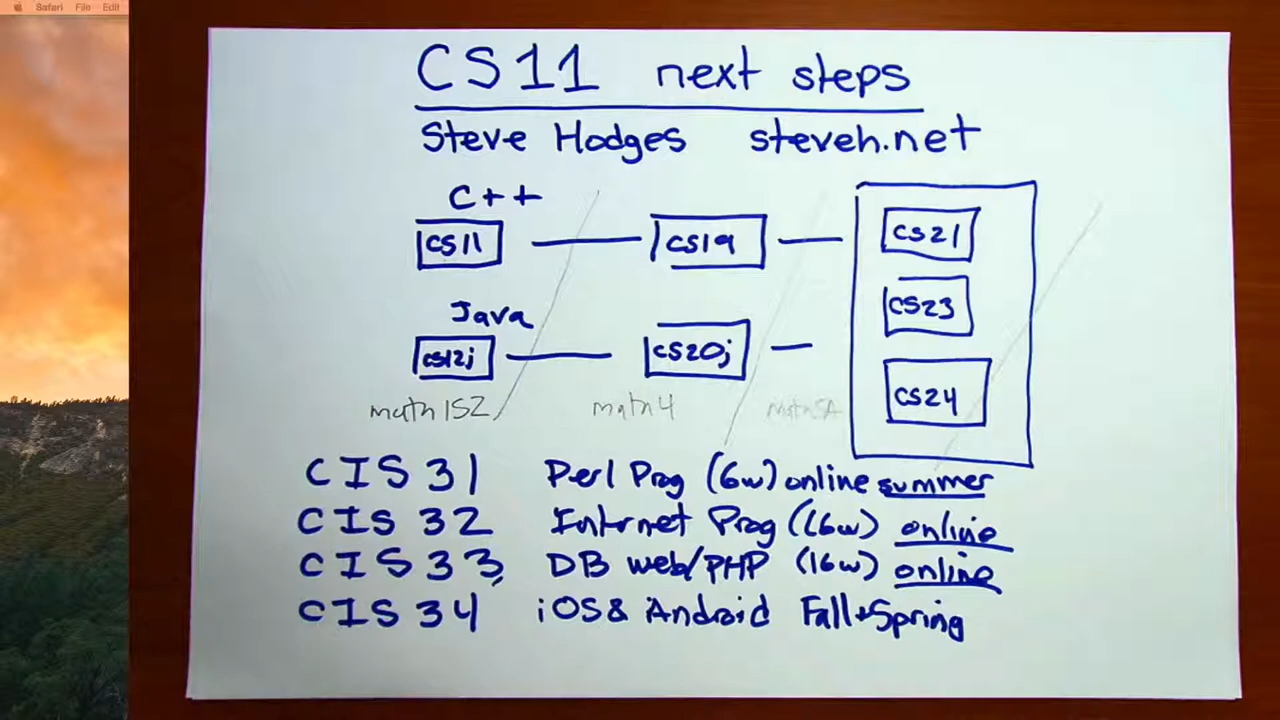 Safari File Edit
CS11 next steps
Steve Hodges steveh.net
C++
CS11 CS19 CS21
CS23
Java
CS12j CS20j
CS24
math 152 math 4 math 5A
CIS 31 Perl Prog (6w) online summer
CIS 32 Internet Prog (16w) online
CIS 33 DB web/PHP (16w) online
CIS 34 iOS & Android Fall+Spring